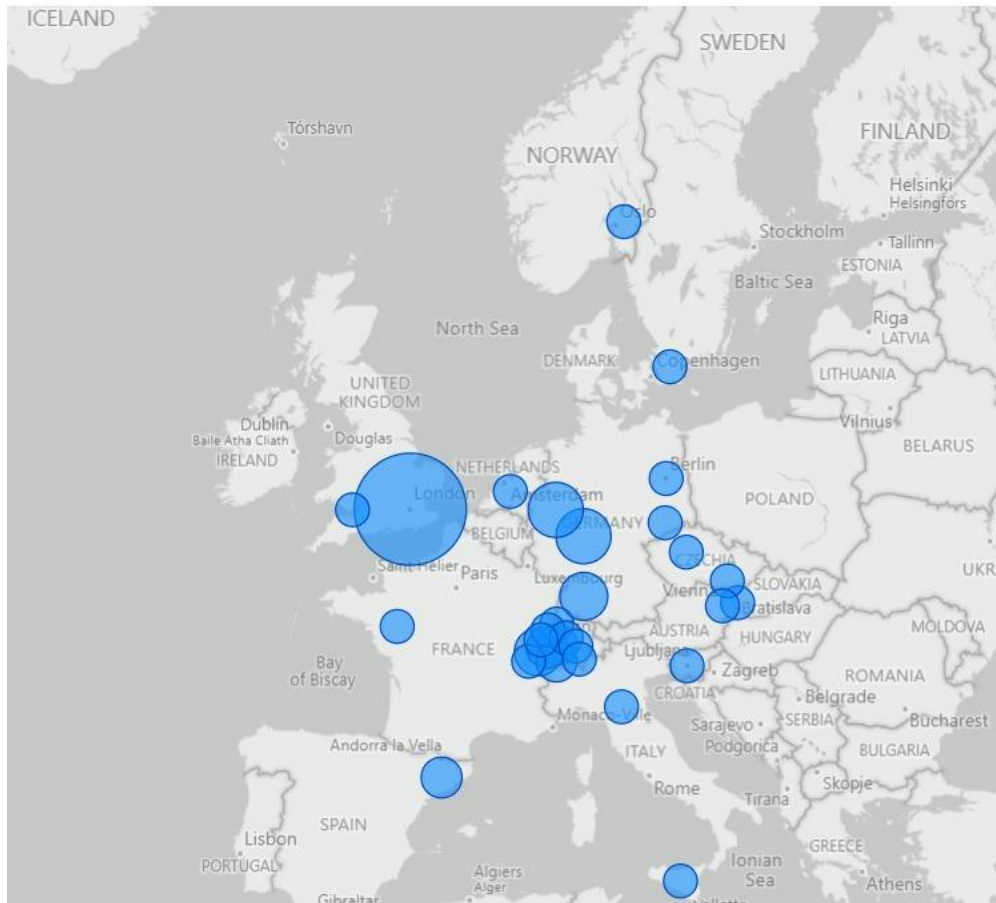 ICELAND
SWEDEN
Tórshavn
FINLAND
NORWAY
Helsinki
Helsingfors
Oslo
Stockholm
Tallinn
ESTONIA
Baltic Sea
Riga
LATVIA
North Sea
DENMARK
Copenhagen
LITHUANIA
UNITED
KINGDOM
Vilnius
Dublin
Baile Atha Cliath
Douglas
IRELAND
BELARUS
NETHERLANDS
Berlin
London
Amsterdam
POLAND
GERMANY
BELGIUM
CZECHIA
UKR
Saint Helier
Paris
Luxembourg
SLOVAKIA
Vienn
Bratislava
MOLDOVA
FRANCE
AUSTRIA
HUNGARY
Ljubljana
Bay
of Biscay
Zagreb
ROMANIA
CROATIA
Belgrade
Monaco-Ville
SERBIA
Bucharest
Sarajevo
Andorra la Vella
ITALY
Podgorica
BULGARIA
Rome
Skopje
Tirana
SPAIN
Lisbon
PORTUGAL
GREECE
Ionian
Sea
Algiers
Alger
Athens
Gibraltar
Valletta